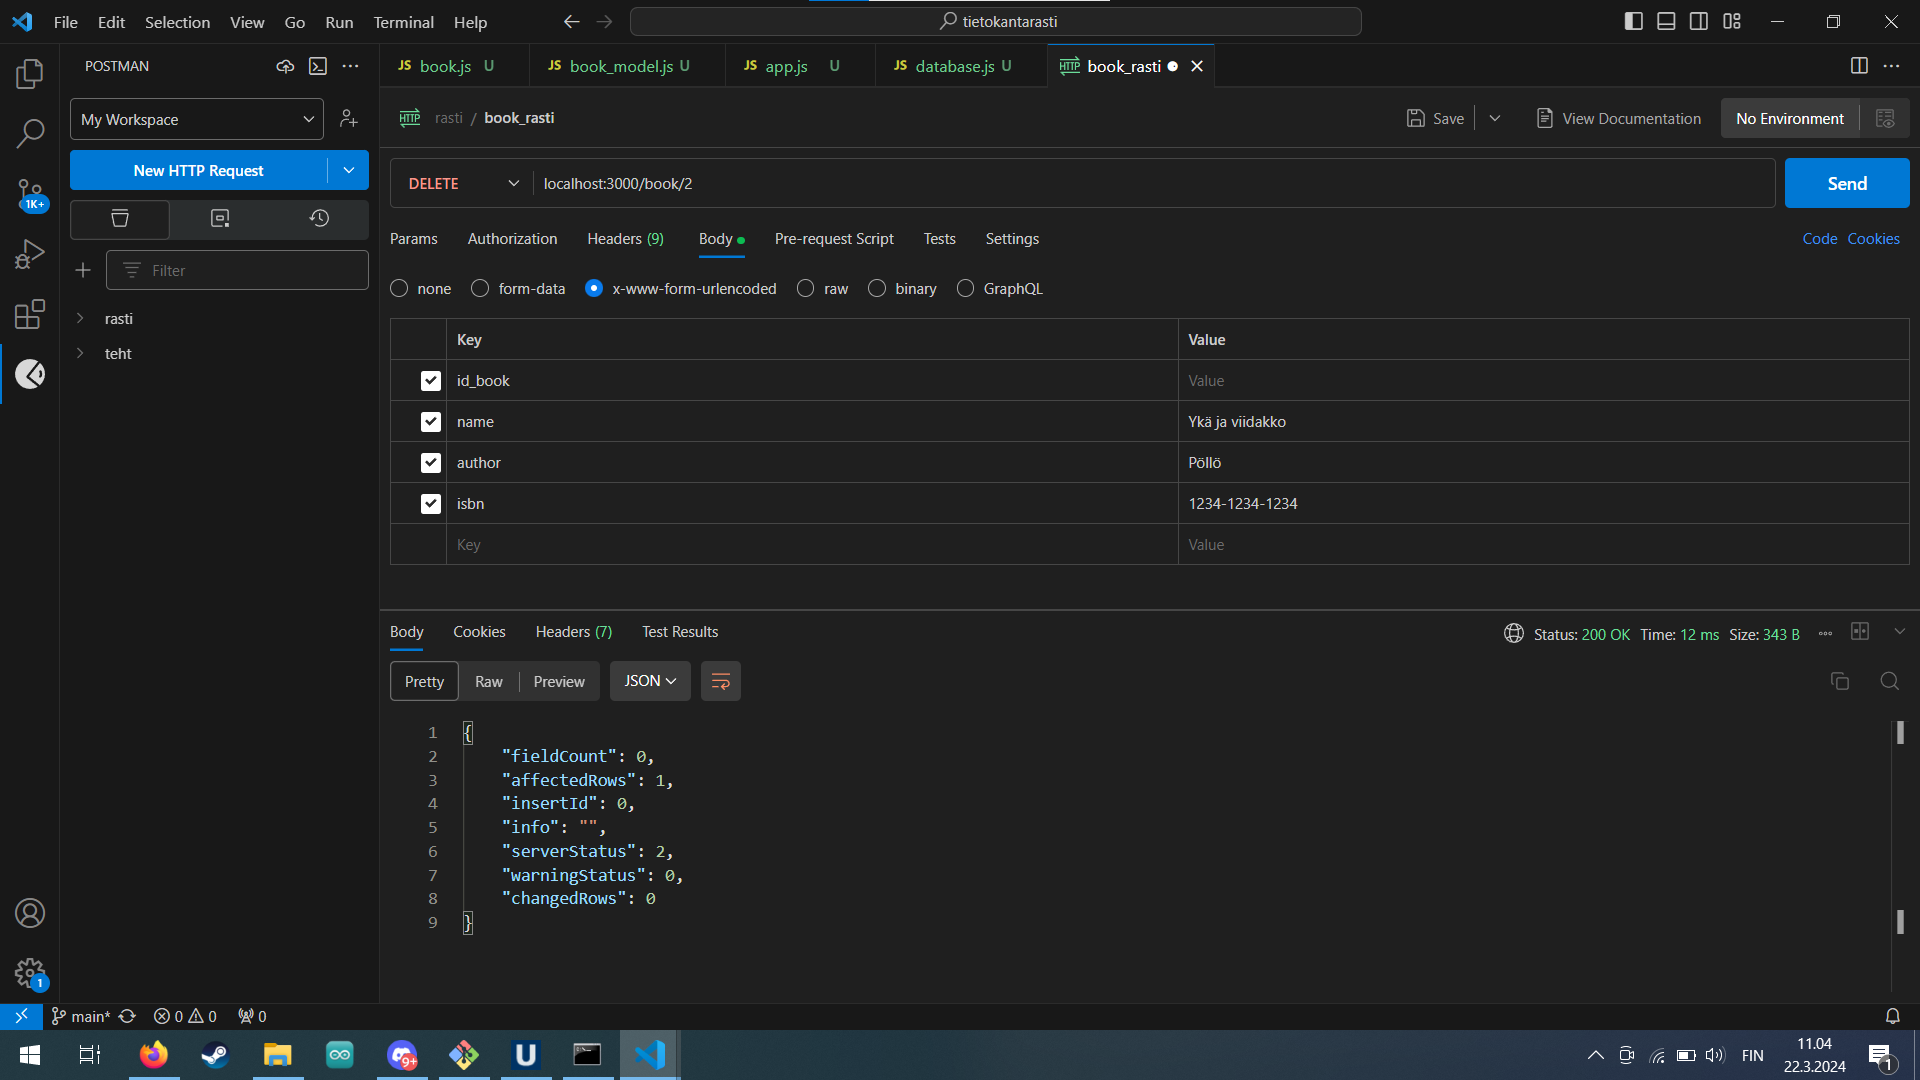 File Edit Selection View Go Run Terminal Help
tietokantarasti
POSTMAN
JS book.js U
JS book_model.js U
JS app.js U
JS database.js U
HTTP book_rasti
My Workspace
HTTP rasti / book_rasti
Save
View Documentation
No Environment
New HTTP Request
DELETE
localhost:3000/book/2
Send
1K+
Params Authorization Headers (9) Body Pre-request Script Tests Settings
Code Cookies
Filter
none form-data x-www-form-urlencoded raw binary GraphQL
rasti
teht
Key Value
id_book Value
name Ykä ja viidakko
author Pöllö
isbn 1234-1234-1234
Key Value
Body Cookies Headers (7) Test Results
Status: 200 OK Time: 12 ms Size: 343 B
Pretty Raw Preview JSON
1 {
2 "fieldCount": 0,
3 "affectedRows": 1,
4 "insertId": 0,
5 "info": "",
6 "serverStatus": 2,
7 "warningStatus": 0,
8 "changedRows": 0
9 }
1
main* 0 0 0
9+
U
FIN
11.04
22.3.2024
1